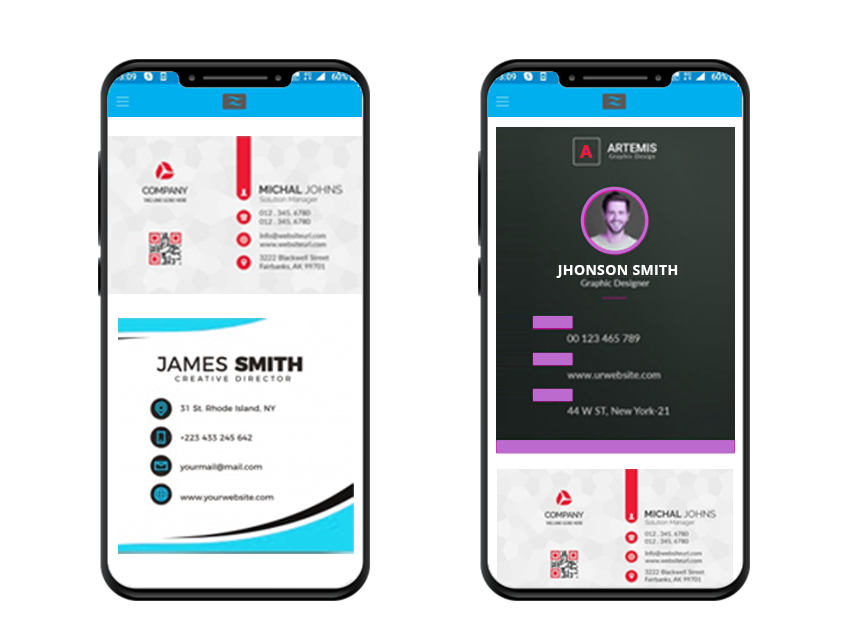 60%
COMPANY
TAG LINE GOES HERE
MICHAL JOHNS
Solution Manager
012 . 345. 6780
012 . 345. 6780
Info@websiteurl.com
www.websiteurl.com
3222 Blackwell Street
Fairbanks, AK 99701
JAMES SMITH
CREATIVE DIRECTOR
31 St. Rhode Island, NY
+223 433 245 642
yourmail@mail.com
www.yourwebsite.com
60%
A
ARTEMIS
Graphic Design
JHONSON SMITH
Graphic Designer
00 123 465 789
www.urwebsite.com
44 W ST, New York-21
COMPANY
TAG LINE GOES HERE
MICHAL JOHNS
Solution Manager
012 . 345. 6780
012 . 345. 6780
Info@websiteurl.com
www.websiteurl.com
3222 Blackwell Street
Fairbanks, AK 99701